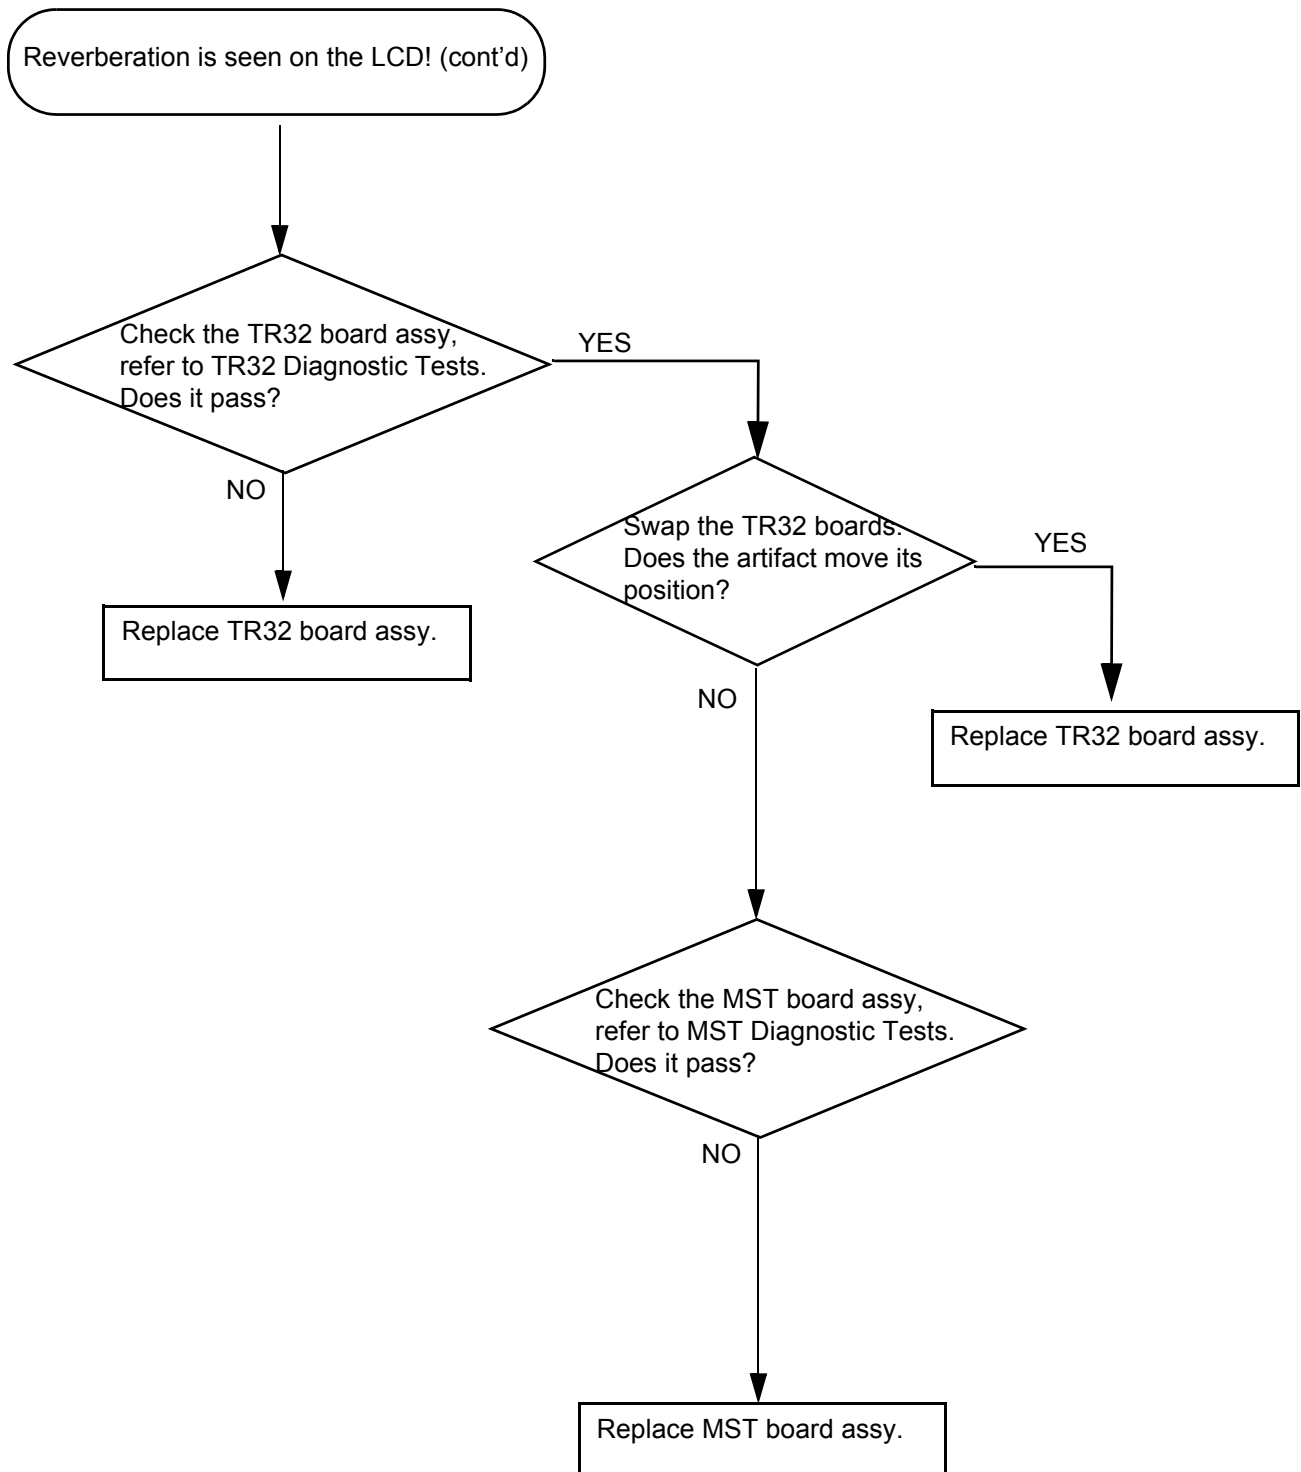 Reverberation is seen on the LCD! (cont’d)
Check the TR32 board assy,
refer to TR32 Diagnostic Tests.
Does it pass?
YES
NO
Replace TR32 board assy.
Swap the TR32 boards.
Does the artifact move its
position?
YES
NO
Replace TR32 board assy.
Check the MST board assy,
refer to MST Diagnostic Tests.
Does it pass?
NO
Replace MST board assy.